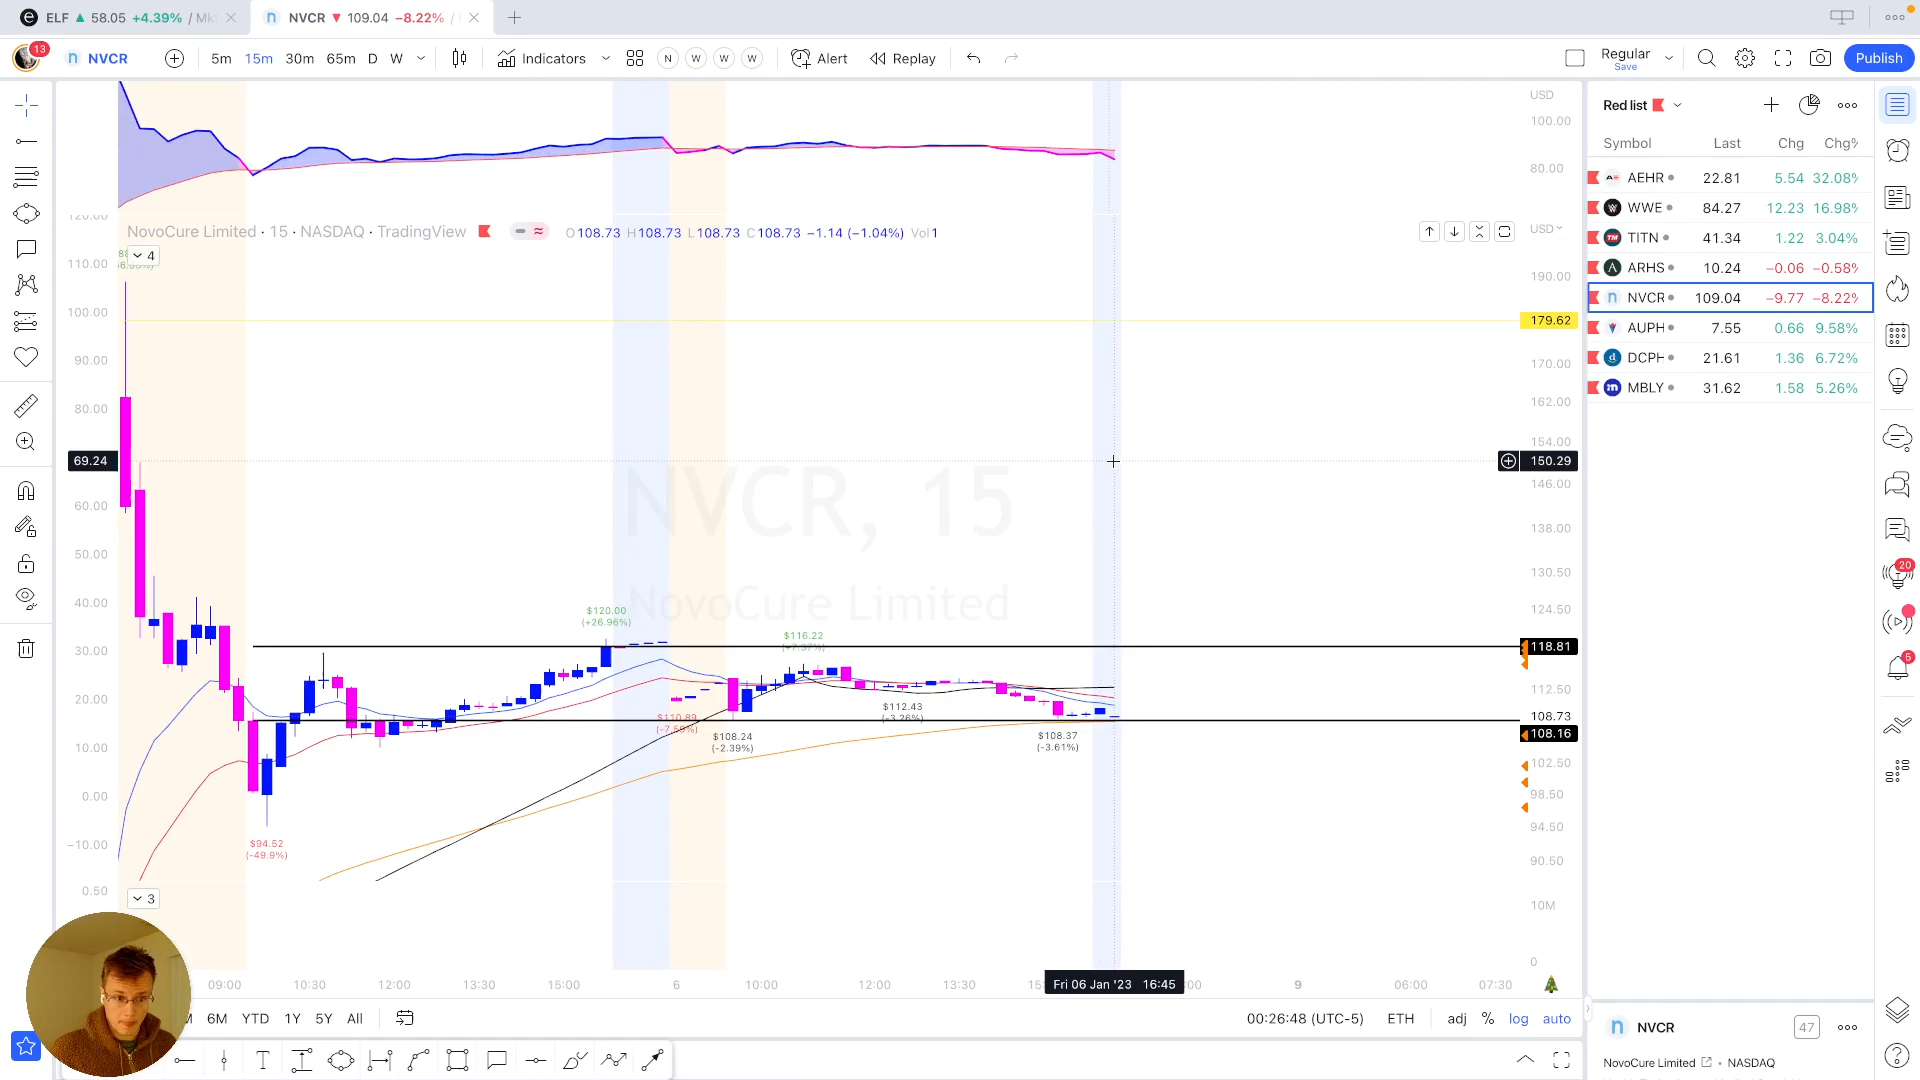 ELF ▲ 58.05 +4.39% / Mk
NVCR ▼ 109.04 −8.22% /
13
NVCR
5m 15m 30m 65m D W
Indicators
N W W W
Alert
Replay
Regular
Save
Publish
USD
100.00
80.00
120.00
NovoCure Limited · 15 · NASDAQ · TradingView
O108.73 H108.73 L108.73 C108.73 −1.14 (−1.04%) Vol1
USD
4
110.00
190.00
100.00
179.62
90.00
170.00
80.00
162.00
154.00
69.24
150.29
146.00
60.00
138.00
50.00
130.50
40.00
124.50
30.00
118.81
20.00
112.50
108.73
108.16
10.00
102.50
0.00
98.50
94.50
−10.00
90.50
0.50
10M
0
NVCR, 15
NovoCure Limited
$120.00
(+26.96%)
$116.22
(+7.37%)
$110.89
(-7.59%)
$108.24
(-2.39%)
$112.43
(-3.26%)
$108.37
(-3.61%)
$94.52
(-49.9%)
3
09:00 10:30 12:00 13:30 15:00 6 10:00 12:00 13:30 Fri 06 Jan '23 16:45 9 06:00 07:30
6M YTD 1Y 5Y All
00:26:48 (UTC-5) ETH adj % log auto
Red list
Symbol Last Chg Chg%
AEHR 22.81 5.54 32.08%
WWE 84.27 12.23 16.98%
TITN 41.34 1.22 3.04%
ARHS 10.24 −0.06 −0.58%
NVCR 109.04 −9.77 −8.22%
AUPH 7.55 0.66 9.58%
DCPH 21.61 1.36 6.72%
MBLY 31.62 1.58 5.26%
20
5
NVCR
47
NovoCure Limited • NASDAQ